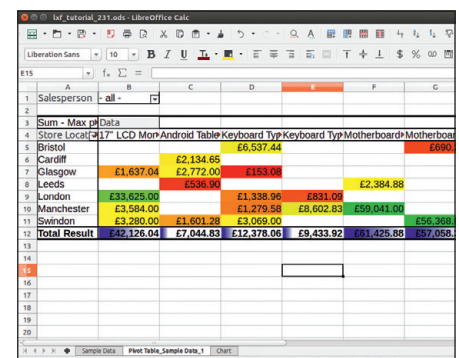 lxf_tutorial_231.ods - LibreOffice Calc
Liberation Sans 10 B I U
E15 Σ =
A B C D E F G
1 Salesperson - all -
2
3 Sum - Max p Data
4 Store Locat 17" LCD Mon Android Table Keyboard Typ Keyboard Typ Motherboard Motherboar
5 Bristol £6,537.44 £690.
6 Cardiff £2,134.65
7 Glasgow £1,637.04 £2,772.00 £153.08
8 Leeds £536.90 £2,384.88
9 London £33,625.00 £1,338.96 £831.09
10 Manchester £3,584.00 £1,279.58 £8,602.83 £59,041.00
11 Swindon £3,280.00 £1,601.28 £3,069.00 £56,368.
12 Total Result £42,126.04 £7,044.83 £12,378.06 £9,433.92 £61,425.88 £57,058.
13
14
15
16
17
18
19
20
Sample Data Pivot Table_Sample Data_1 Chart